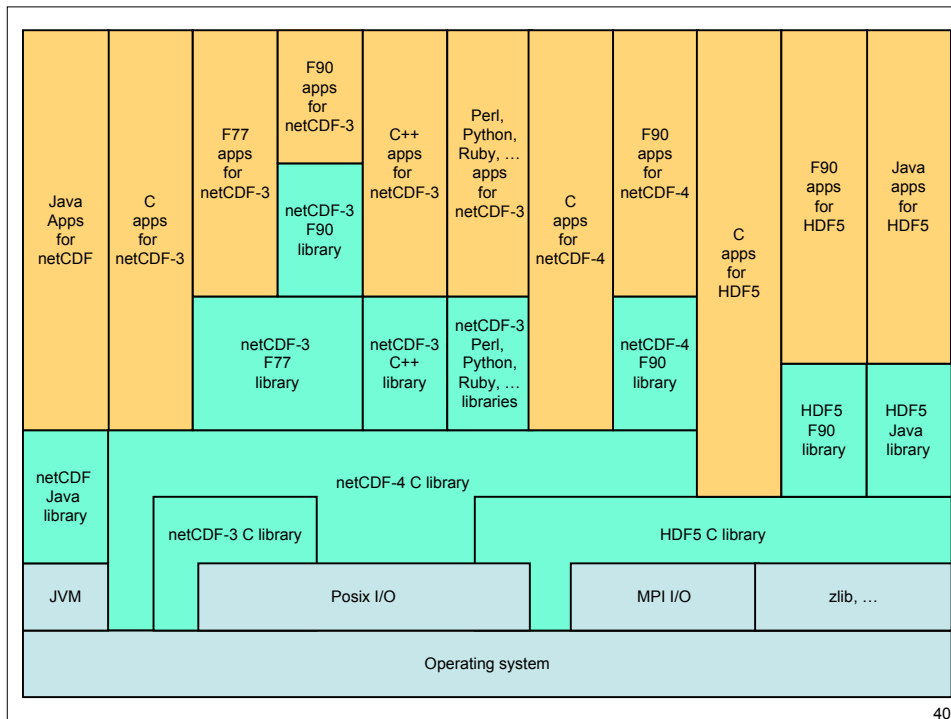 Java
Apps
for
netCDF
C
apps
for
netCDF-3
F77
apps
for
netCDF-3
F90
apps
for
netCDF-3
netCDF-3
F90
library
C++
apps
for
netCDF-3
Perl,
Python,
Ruby, …
apps
for
netCDF-3
C
apps
for
netCDF-4
F90
apps for
netCDF-4
C
apps
for
HDF5
F90
apps
for
HDF5
Java
apps for
HDF5
netCDF-3
F77
library
netCDF-3
C++
library
netCDF-3
Perl,
Python,
Ruby, …
libraries
netCDF-4
F90
library
HDF5
F90
library
HDF5
Java
library
netCDF
Java
library
netCDF-4 C library
netCDF-3 C library
HDF5 C library
JVM
Posix I/O
MPI I/O
zlib, …
Operating system
40